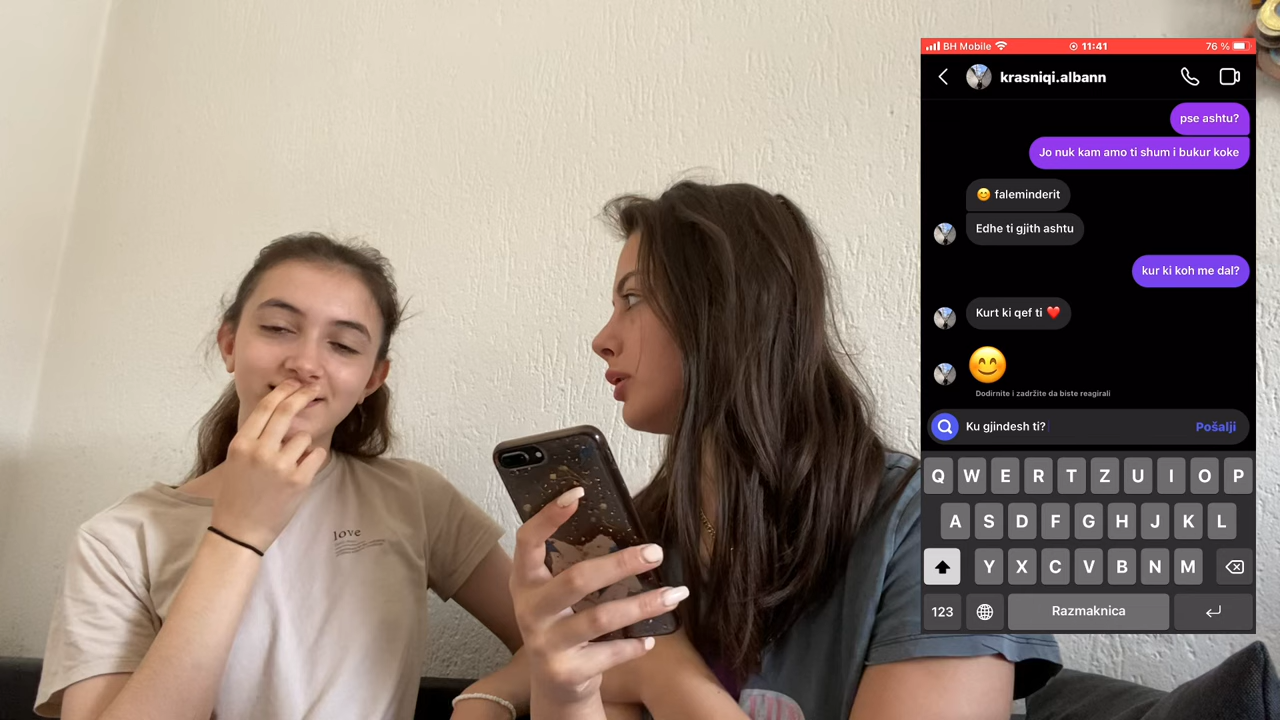 BH Mobile 11:41 76 %
krasniqi.albann
pse ashtu?
Jo nuk kam amo ti shum i bukur koke
😊 faleminderit
Edhe ti gjith ashtu
kur ki koh me dal?
Kurt ki qef ti ❤️
😊
Dodirnite i zadržite da biste reagirali
Ku gjindesh ti? Pošalji
Q W E R T Z U I O P
A S D F G H J K L
Y X C V B N M
123 Razmaknica
love